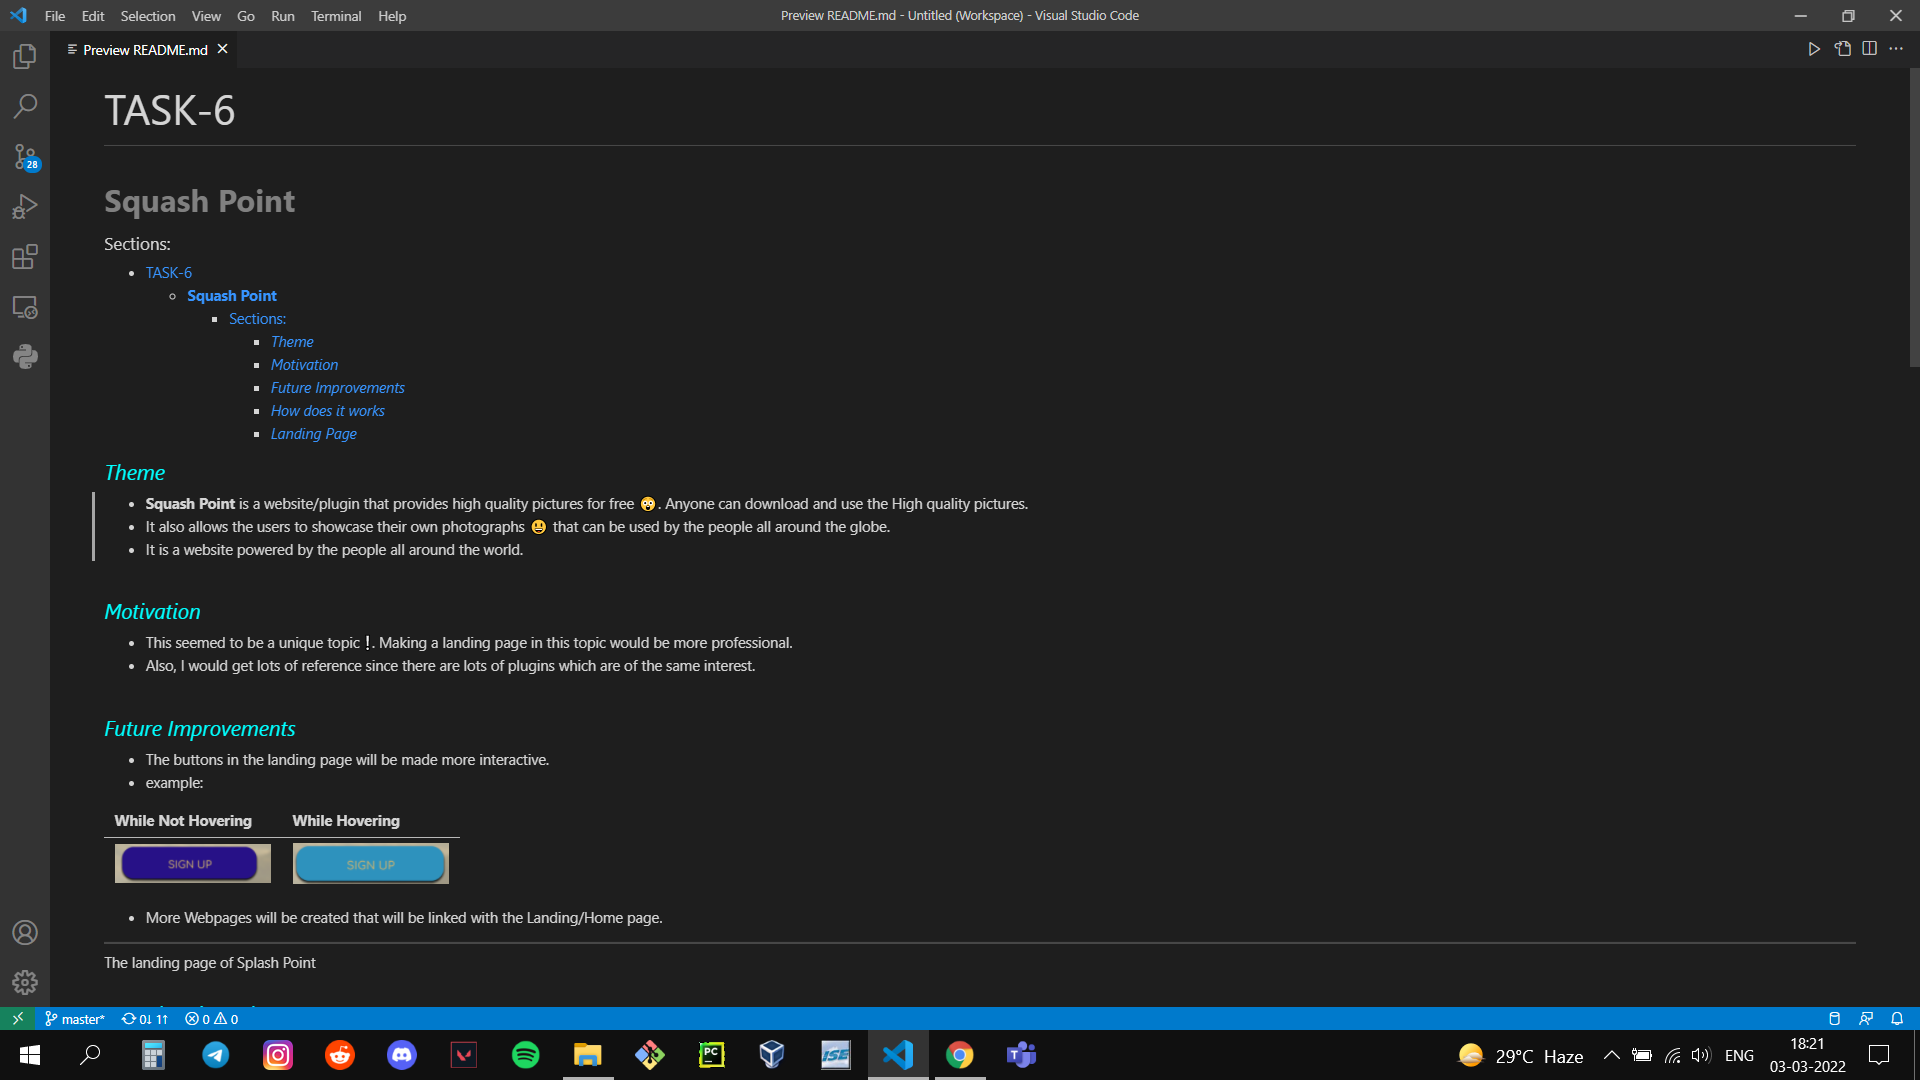 File Edit Selection View Go Run Terminal Help
Preview README.md - Untitled (Workspace) - Visual Studio Code
Preview README.md
28
TASK-6
Squash Point
Sections:
• TASK-6
◦ Squash Point
▪ Sections:
▪ Theme
▪ Motivation
▪ Future Improvements
▪ How does it works
▪ Landing Page
Theme
• Squash Point is a website/plugin that provides high quality pictures for free 😲. Anyone can download and use the High quality pictures.
• It also allows the users to showcase their own photographs 😃 that can be used by the people all around the globe.
• It is a website powered by the people all around the world.
Motivation
• This seemed to be a unique topic ❕. Making a landing page in this topic would be more professional.
• Also, I would get lots of reference since there are lots of plugins which are of the same interest.
Future Improvements
• The buttons in the landing page will be made more interactive.
• example:
While Not Hovering While Hovering
SIGN UP SIGN UP
• More Webpages will be created that will be linked with the Landing/Home page.
The landing page of Splash Point
master* 0↓ 1↑ 0 0
PC
ISE
T
29°C Haze
ENG
18:21
03-03-2022